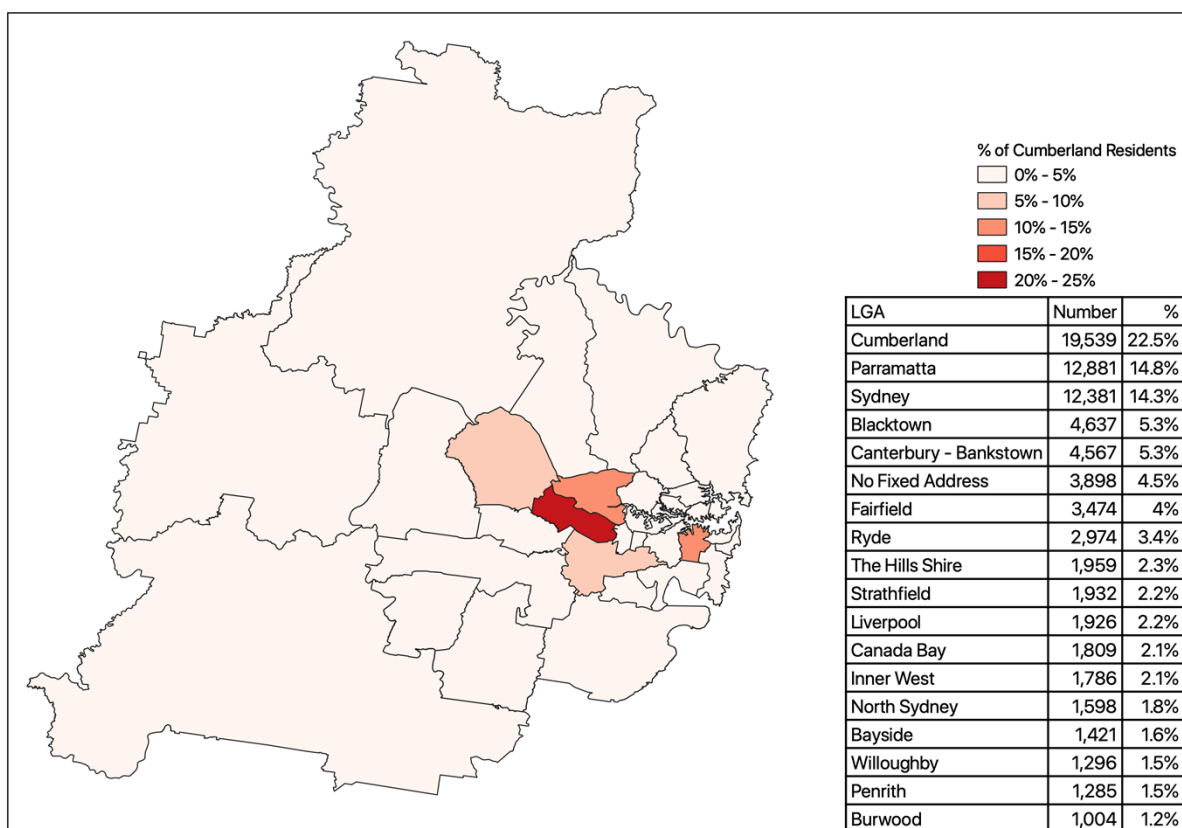 % of Cumberland Residents
0% - 5%
5% - 10%
10% - 15%
15% - 20%
20% - 25%
LGA Number %
Cumberland 19,539 22.5%
Parramatta 12,881 14.8%
Sydney 12,381 14.3%
Blacktown 4,637 5.3%
Canterbury - Bankstown 4,567 5.3%
No Fixed Address 3,898 4.5%
Fairfield 3,474 4%
Ryde 2,974 3.4%
The Hills Shire 1,959 2.3%
Strathfield 1,932 2.2%
Liverpool 1,926 2.2%
Canada Bay 1,809 2.1%
Inner West 1,786 2.1%
North Sydney 1,598 1.8%
Bayside 1,421 1.6%
Willoughby 1,296 1.5%
Penrith 1,285 1.5%
Burwood 1,004 1.2%